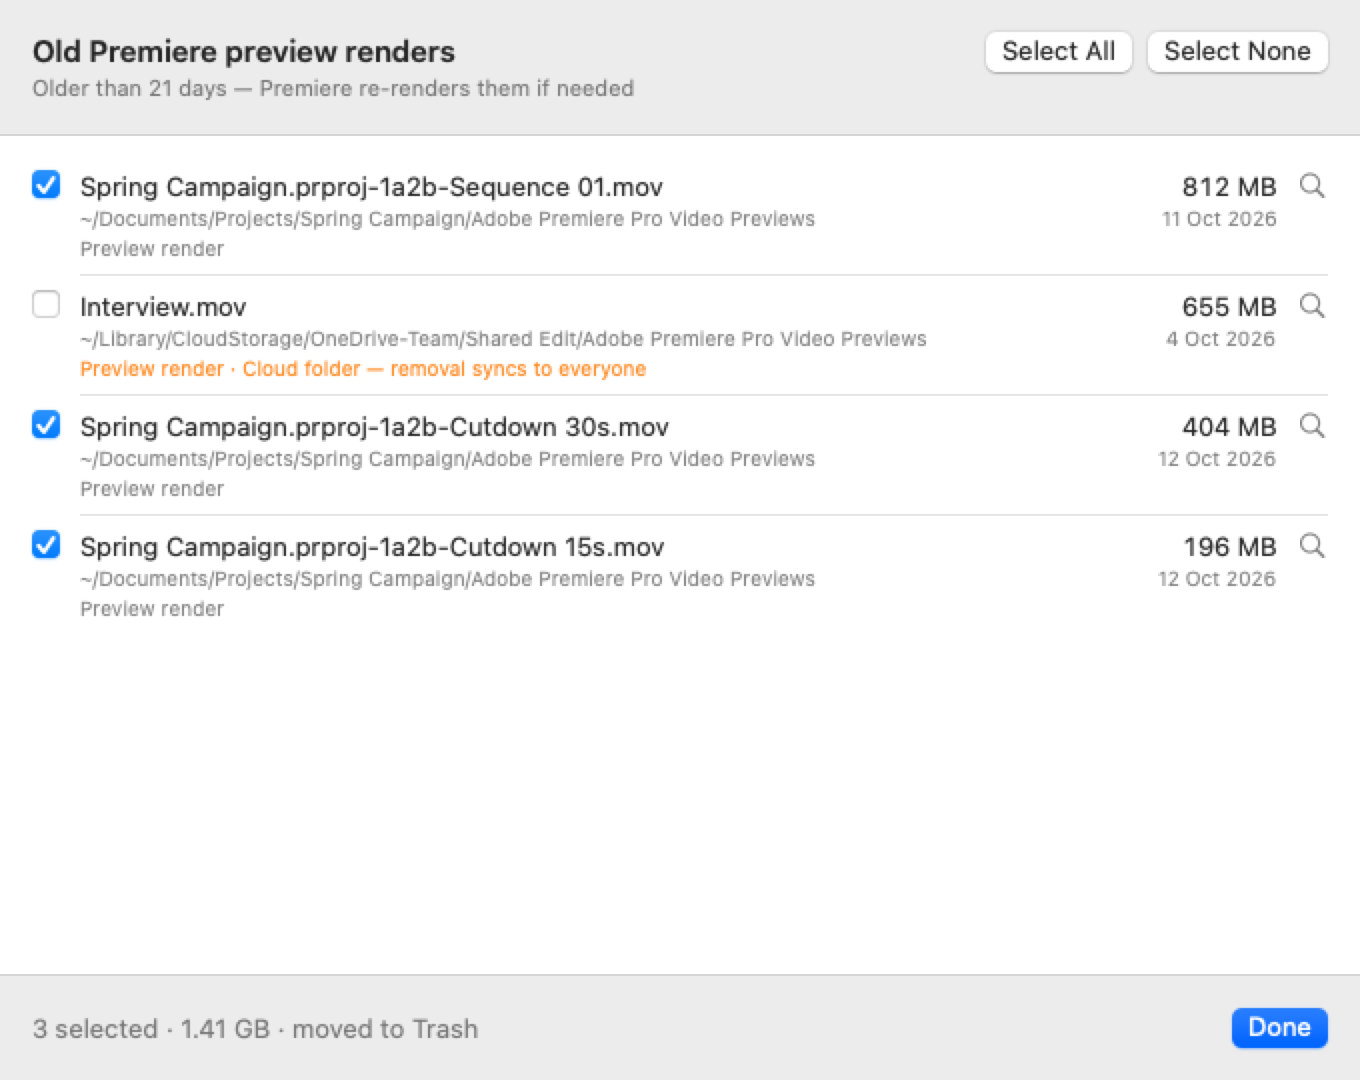 Old Premiere preview renders
Select All
Select None
Older than 21 days — Premiere re-renders them if needed
Spring Campaign.prproj-1a2b-Sequence 01.mov
812 MB
~/Documents/Projects/Spring Campaign/Adobe Premiere Pro Video Previews
11 Oct 2026
Preview render
Interview.mov
655 MB
~/Library/CloudStorage/OneDrive-Team/Shared Edit/Adobe Premiere Pro Video Previews
4 Oct 2026
Preview render · Cloud folder — removal syncs to everyone
Spring Campaign.prproj-1a2b-Cutdown 30s.mov
404 MB
~/Documents/Projects/Spring Campaign/Adobe Premiere Pro Video Previews
12 Oct 2026
Preview render
Spring Campaign.prproj-1a2b-Cutdown 15s.mov
196 MB
~/Documents/Projects/Spring Campaign/Adobe Premiere Pro Video Previews
12 Oct 2026
Preview render
3 selected · 1.41 GB · moved to Trash
Done